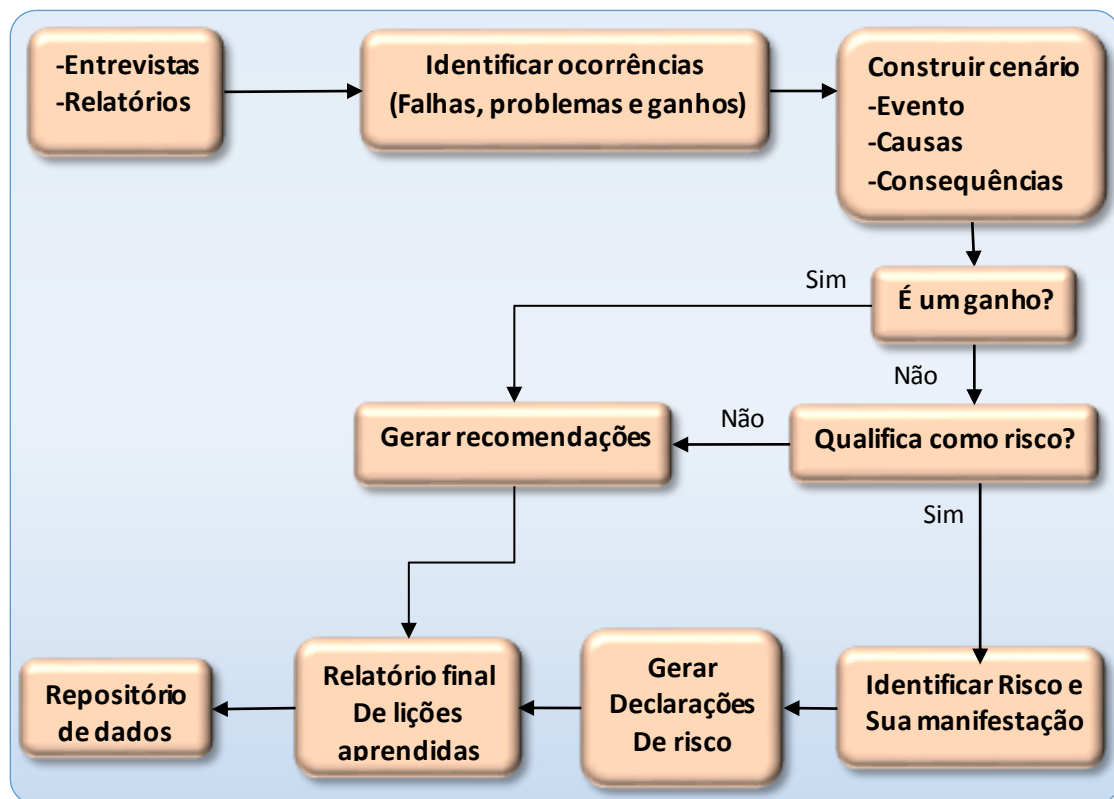 -Entrevistas
-Relatórios
Identificar ocorrências
(Falhas, problemas e ganhos)
Construir cenário
-Evento
-Causas
-Consequências
Sim
É um ganho?
Não
Gerar recomendações
Não
Qualifica como risco?
Sim
Repositório
de dados
Relatório final
De lições
aprendidas
Gerar
Declarações
De risco
Identificar Risco e
Sua manifestação